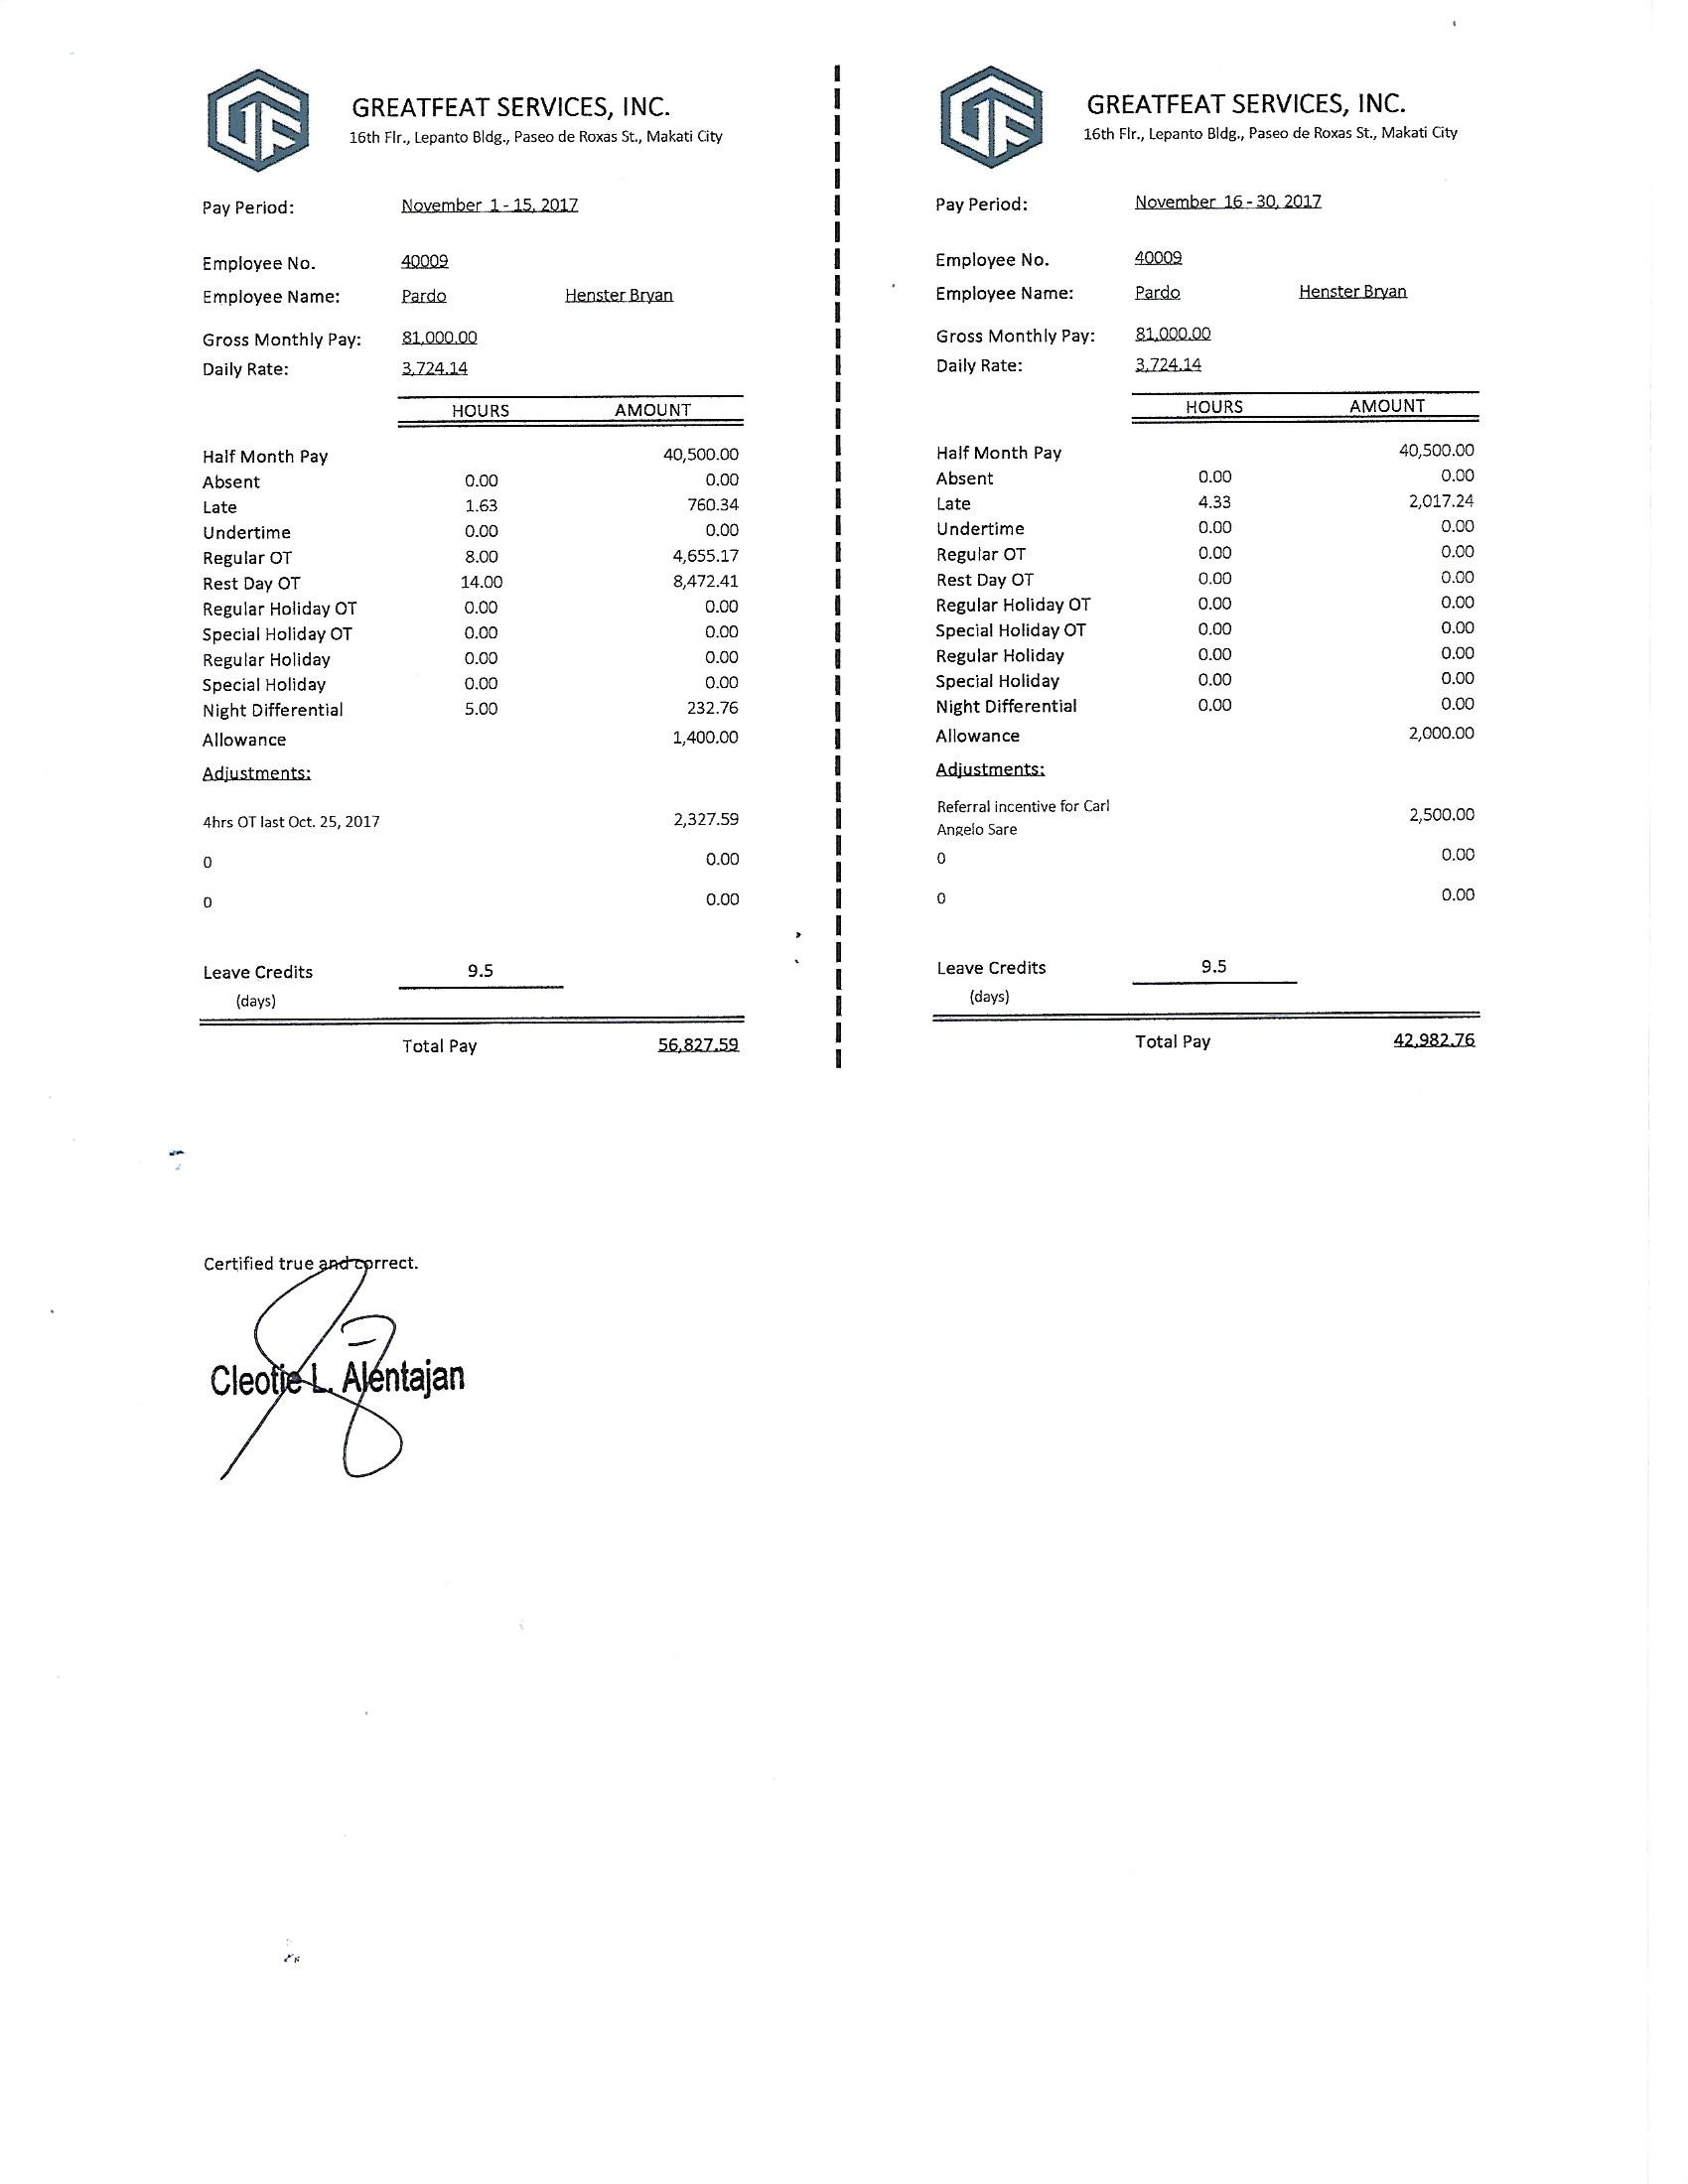 GREATFEAT SERVICES, INC.
16th Flr., Lepanto Bldg., Paseo de Roxas St., Makati City
Pay Period: November 1 - 15, 2017
Employee No. 40009
Employee Name: Pardo Henster Bryan
Gross Monthly Pay: 81,000.00
Daily Rate: 3,724.14
HOURS AMOUNT
Half Month Pay 40,500.00
Absent 0.00 0.00
Late 1.63 760.34
Undertime 0.00 0.00
Regular OT 8.00 4,655.17
Rest Day OT 14.00 8,472.41
Regular Holiday OT 0.00 0.00
Special Holiday OT 0.00 0.00
Regular Holiday 0.00 0.00
Special Holiday 0.00 0.00
Night Differential 5.00 232.76
Allowance 1,400.00
Adjustments:
4hrs OT last Oct. 25, 2017 2,327.59
0 0.00
0 0.00
Leave Credits 9.5
(days)
Total Pay 56,827.59
GREATFEAT SERVICES, INC.
16th Flr., Lepanto Bldg., Paseo de Roxas St., Makati City
Pay Period: November 16 - 30, 2017
Employee No. 40009
Employee Name: Pardo Henster Bryan
Gross Monthly Pay: 81,000.00
Daily Rate: 3,724.14
HOURS AMOUNT
Half Month Pay 40,500.00
Absent 0.00 0.00
Late 4.33 2,017.24
Undertime 0.00 0.00
Regular OT 0.00 0.00
Rest Day OT 0.00 0.00
Regular Holiday OT 0.00 0.00
Special Holiday OT 0.00 0.00
Regular Holiday 0.00 0.00
Special Holiday 0.00 0.00
Night Differential 0.00 0.00
Allowance 2,000.00
Adjustments:
Referral incentive for Carl
Angelo Sare 2,500.00
0 0.00
0 0.00
Leave Credits 9.5
(days)
Total Pay 42,982.76
Certified true and correct.
Cleotie L. Alentajan